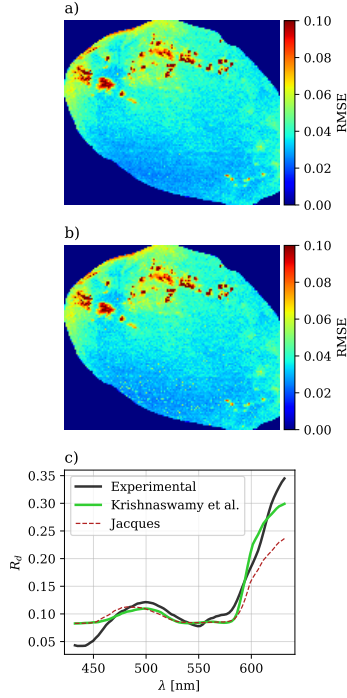 a)
0.10
0.08
0.06
0.04
0.02
0.00
RMSE
b)
0.10
0.08
0.06
0.04
0.02
0.00
RMSE
c)
0.35
0.30
0.25
0.20
0.15
0.10
0.05
R_d
Experimental
Krishnaswamy et al.
Jacques
450 500 550 600
λ [nm]